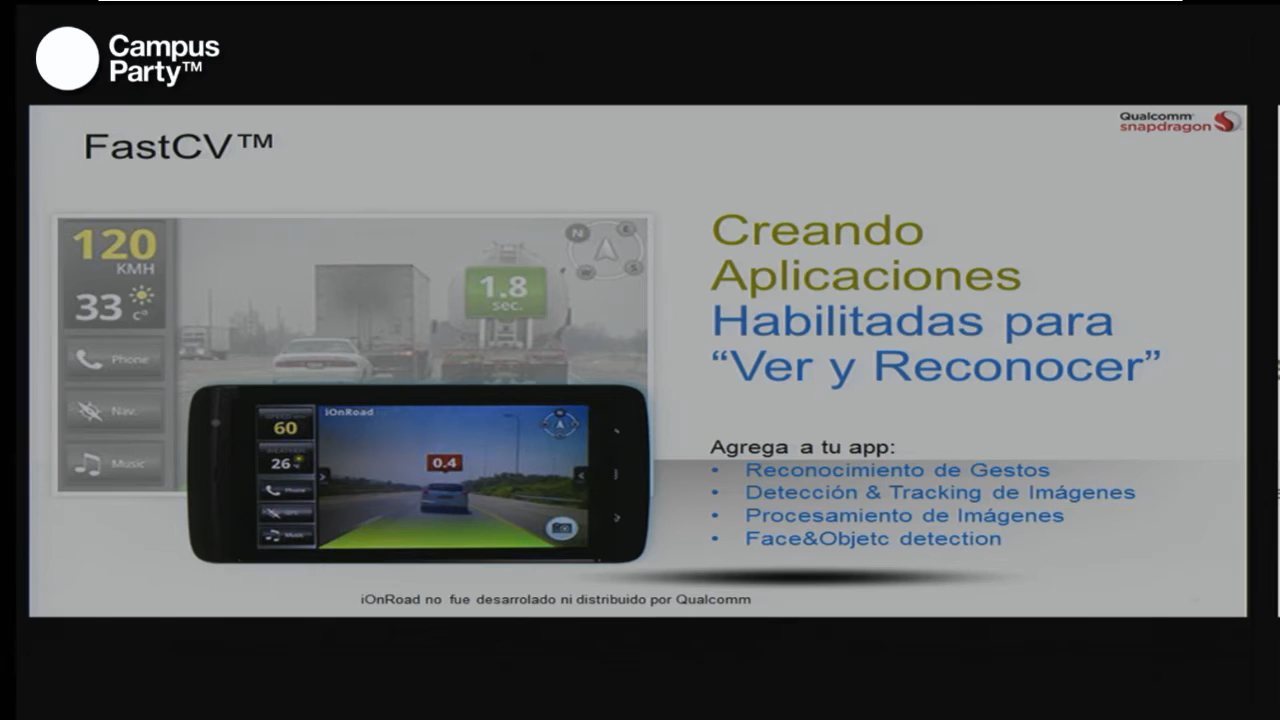 Campus
Party™
Qualcomm
snapdragon
FastCV™
120
KMH
33 c°
Phone
Nav.
Music
N
E
W
S
1.8
sec.
Creando
Aplicaciones
Habilitadas para
“Ver y Reconocer”
iOnRoad
60
26
0.4
Phone
Music
Agrega a tu app:
• Reconocimiento de Gestos
• Detección & Tracking de Imágenes
• Procesamiento de Imágenes
• Face&Objetc detection
iOnRoad no fue desarrolado ni distribuido por Qualcomm